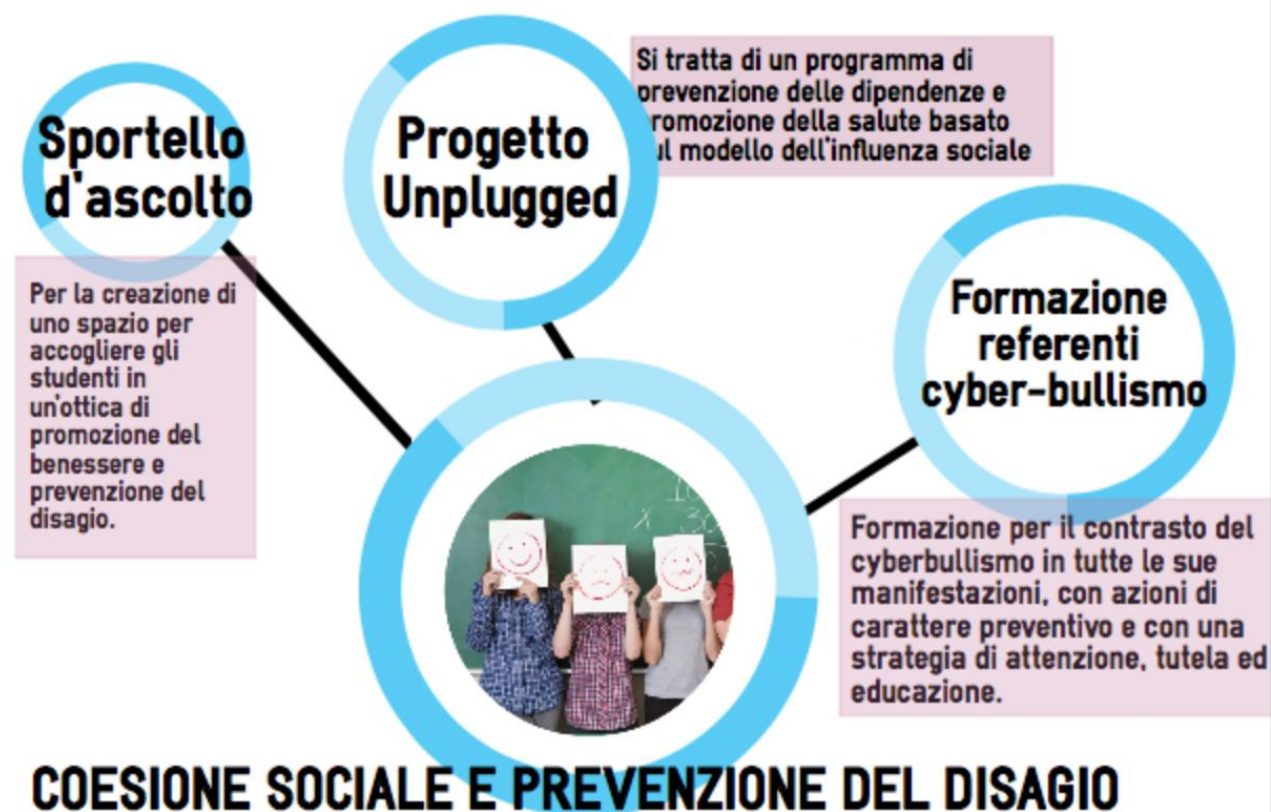 Sportello
d'ascolto
Per la creazione di
uno spazio per
accogliere gli
studenti in
un'ottica di
promozione del
benessere e
prevenzione del
disagio.
Progetto
Unplugged
Si tratta di un programma di
prevenzione delle dipendenze e
promozione della salute basato
sul modello dell'influenza sociale
Formazione
referenti
cyber-bullismo
Formazione per il contrasto del
cyberbullismo in tutte le sue
manifestazioni, con azioni di
carattere preventivo e con una
strategia di attenzione, tutela ed
educazione.
COESIONE SOCIALE E PREVENZIONE DEL DISAGIO